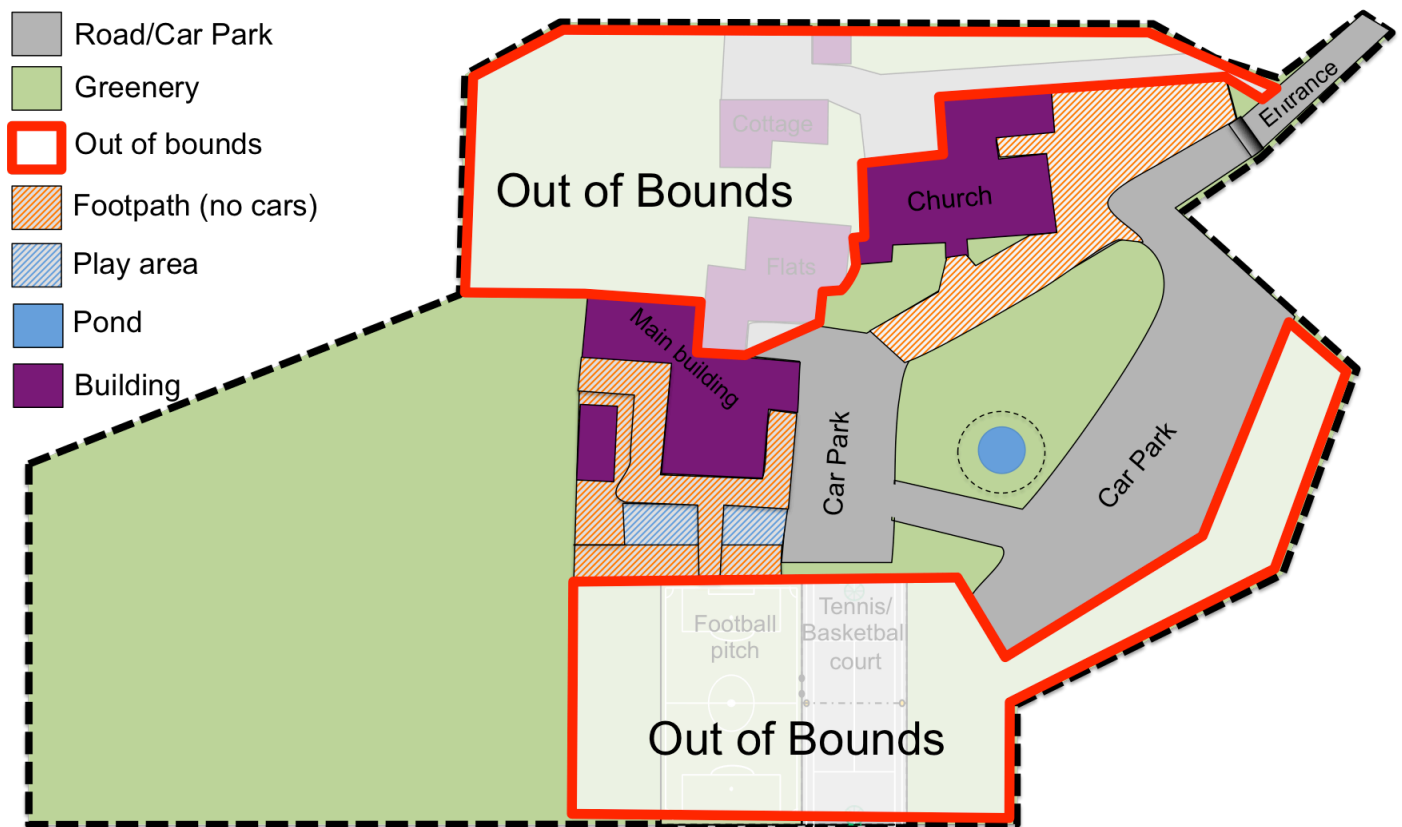 Road/Car Park
Greenery
Out of bounds
Footpath (no cars)
Play area
Pond
Building
Entrance
Cottage
Out of Bounds
Church
Flats
Main building
Car Park
Car Park
Football
pitch
Tennis/
Basketbal
court
Out of Bounds